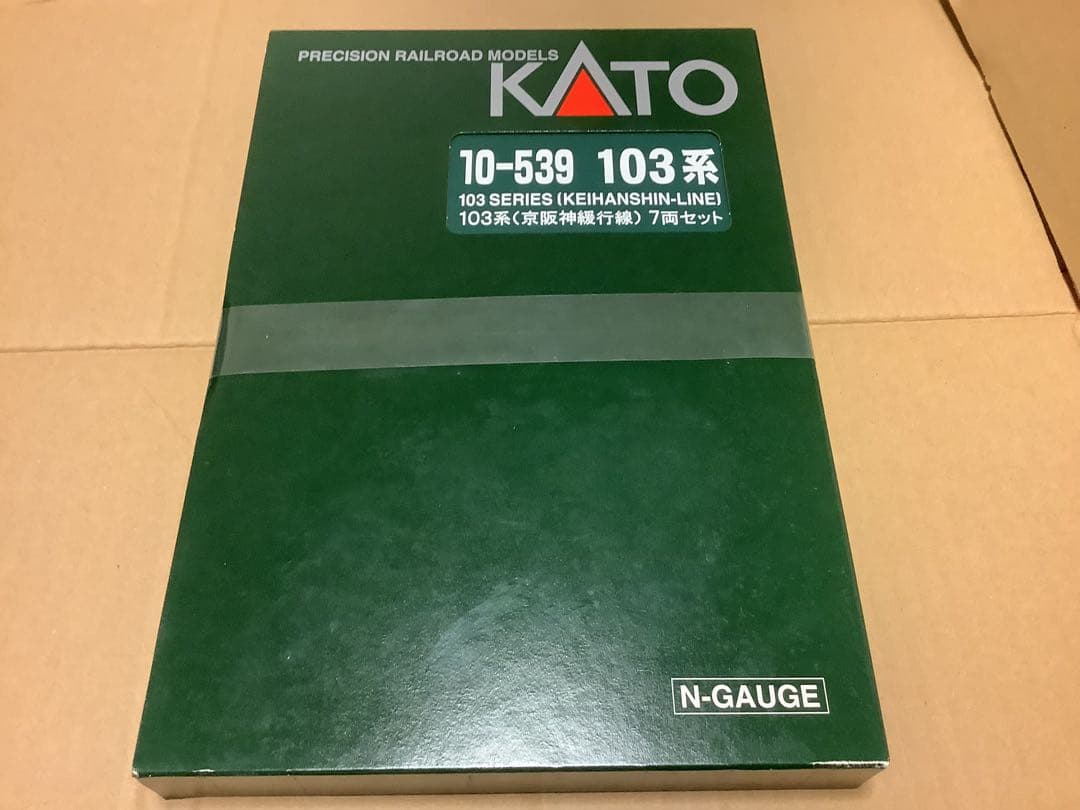 PRECISION RAILROAD MODELS
KATO
10-539 103系
103 SERIES (KEIHANSHIN-LINE)
103系(京阪神緩行線) 7両セット
N-GAUGE